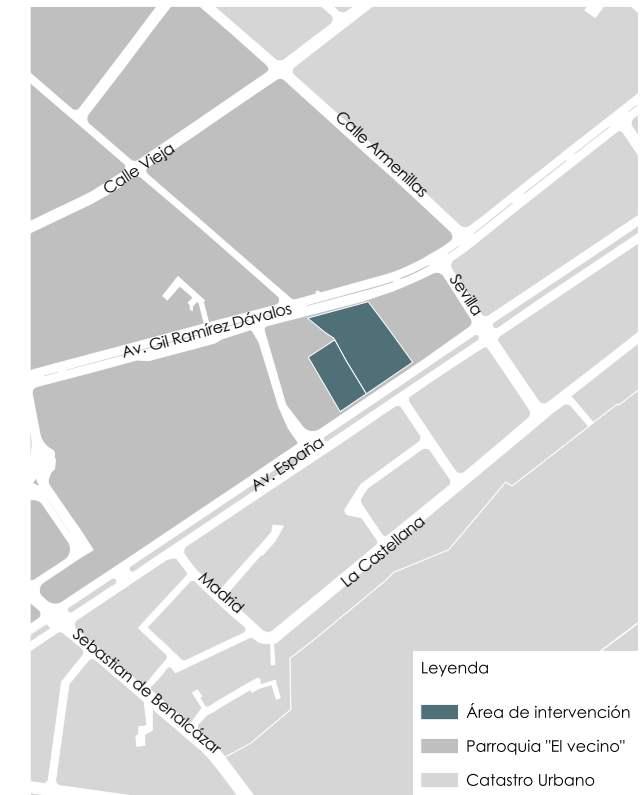 Calle Armenillas
Calle Vieja
Sevilla
Av. Gil Ramírez Dávalos
Av. España
La Castellana
Madrid
Sebastian de Benalcázar
Leyenda
Área de intervención
Parroquia "El vecino"
Catastro Urbano